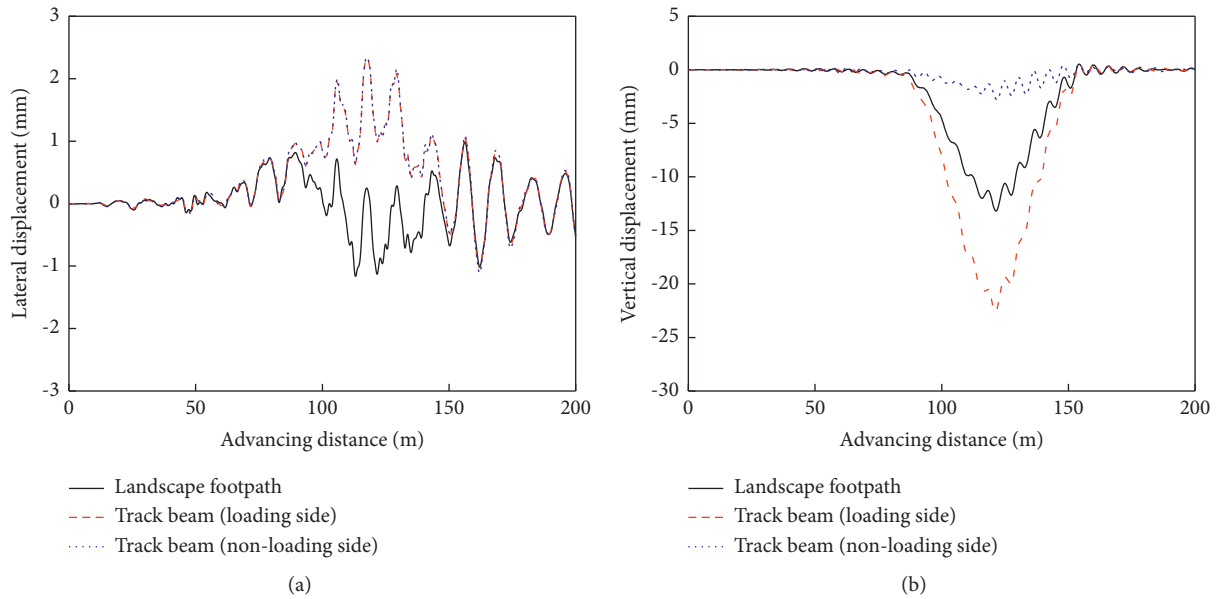 3
2
1
0
-1
-2
-3
Lateral displacement (mm)
0
50
100
150
200
Advancing distance (m)
Landscape footpath
Track beam (loading side)
Track beam (non-loading side)
(a)
5
0
-5
-10
-15
-20
-25
-30
Vertical displacement (mm)
0
50
100
150
200
Advancing distance (m)
Landscape footpath
Track beam (loading side)
Track beam (non-loading side)
(b)